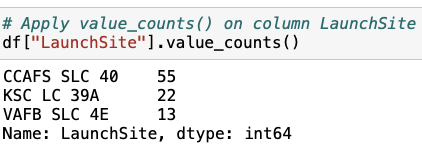 # Apply value_counts() on column LaunchSite
df["LaunchSite"].value_counts()
CCAFS SLC 40    55
KSC LC 39A      22
VAFB SLC 4E     13
Name: LaunchSite, dtype: int64